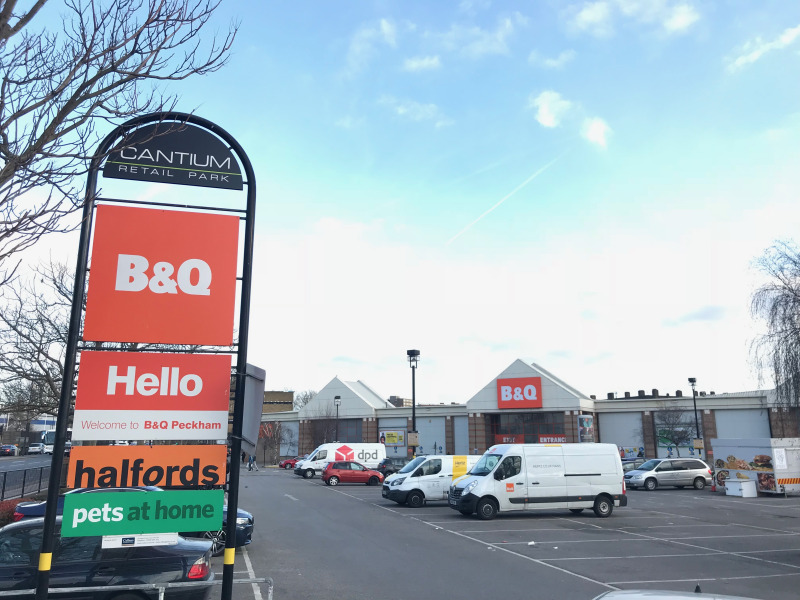 CANTIUM
RETAIL PARK
B&Q
Hello
Welcome to B&Q Peckham
halfords
pets at home
dpd
B&Q
ENTRANCE